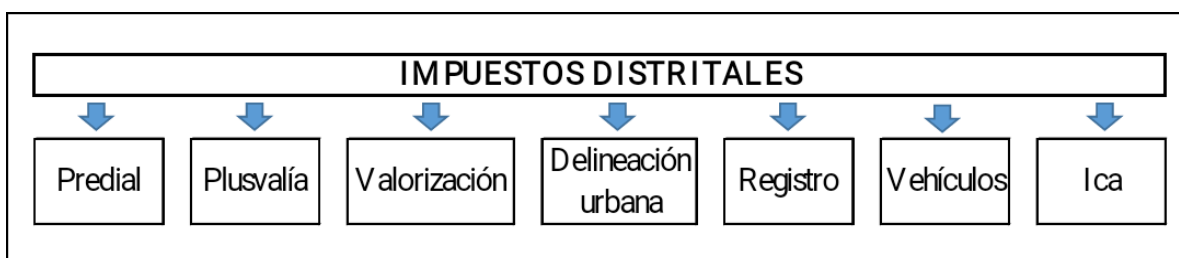 IMPUESTOS DISTRITALES
Predial
Plusvalía
Valorización
Delineación
urbana
Registro
Vehículos
Ica